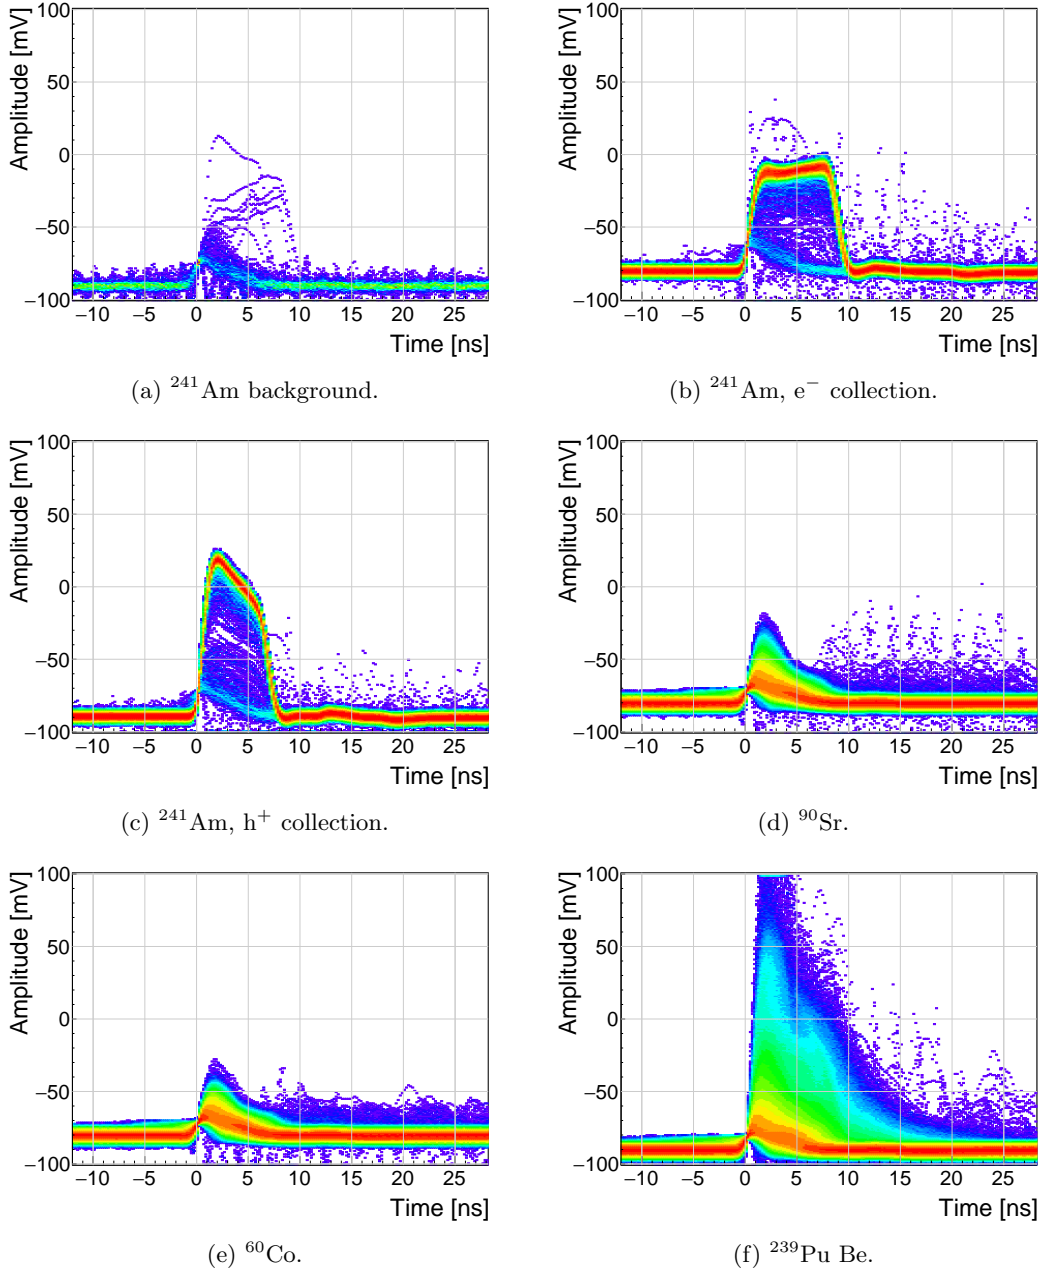 Amplitude [mV]
100
50
0
−50
−100
−10 −5 0 5 10 15 20 25
Time [ns]
(a) ²⁴¹Am background.
Amplitude [mV]
100
50
0
−50
−100
−10 −5 0 5 10 15 20 25
Time [ns]
(b) ²⁴¹Am, e⁻ collection.
Amplitude [mV]
100
50
0
−50
−100
−10 −5 0 5 10 15 20 25
Time [ns]
(c) ²⁴¹Am, h⁺ collection.
Amplitude [mV]
100
50
0
−50
−100
−10 −5 0 5 10 15 20 25
Time [ns]
(d) ⁹⁰Sr.
Amplitude [mV]
100
50
0
−50
−100
−10 −5 0 5 10 15 20 25
Time [ns]
(e) ⁶⁰Co.
Amplitude [mV]
100
50
0
−50
−100
−10 −5 0 5 10 15 20 25
Time [ns]
(f) ²³⁹Pu Be.